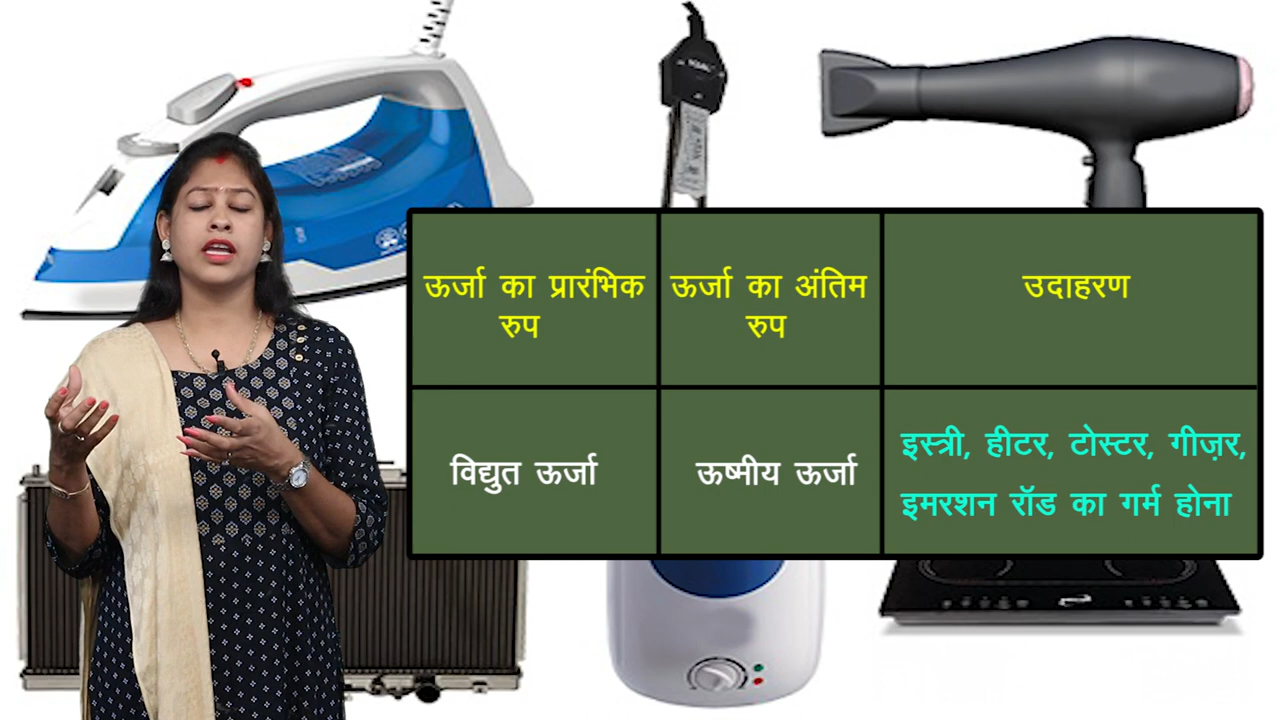 ऊर्जा का प्रारंभिक
रुप
ऊर्जा का अंतिम
रुप
उदाहरण
विद्युत ऊर्जा
ऊष्मीय ऊर्जा
इस्त्री, हीटर, टोस्टर, गीज़र,
इमरशन रॉड का गर्म होना